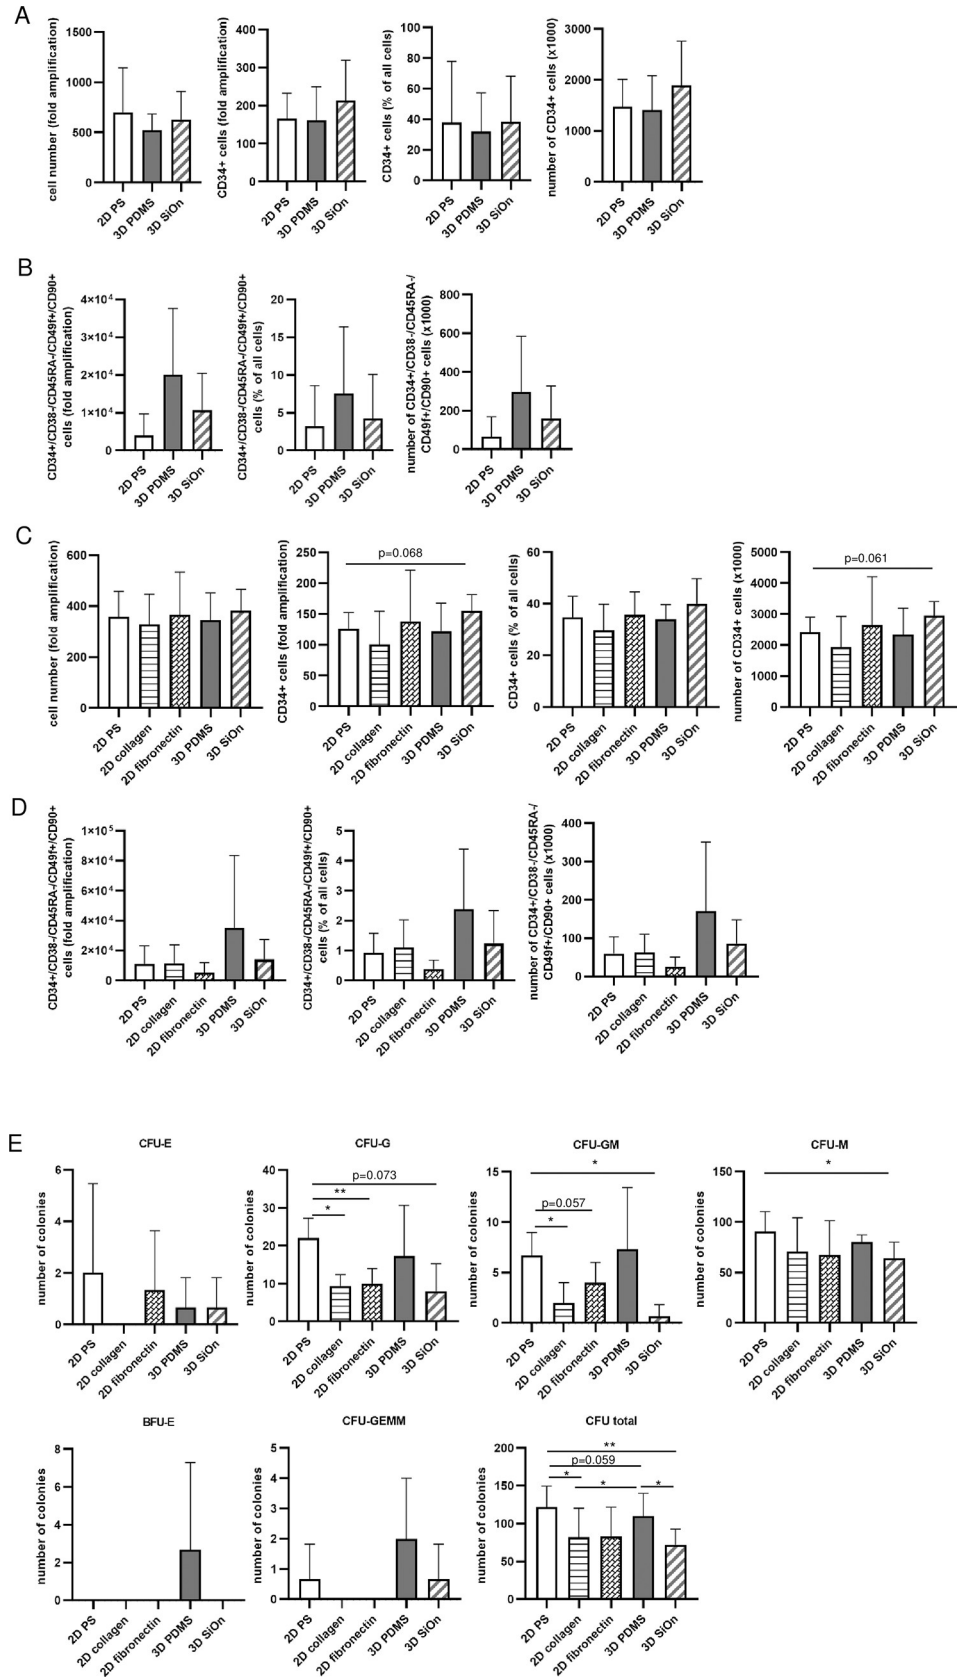 A
cell number (fold amplification)
1500
1000
500
0
2D PS
3D PDMS
3D SiOn
CD34+ cells (fold amplification)
400
300
200
100
0
2D PS
3D PDMS
3D SiOn
CD34+ cells (% of all cells)
100
80
60
40
20
0
2D PS
3D PDMS
3D SiOn
number of CD34+ cells (x1000)
3000
2000
1000
0
2D PS
3D PDMS
3D SiOn
B
CD34+/CD38-/CD45RA-/CD49f+/CD90+
cells (fold amplification)
4×10⁴
3×10⁴
2×10⁴
1×10⁴
0
2D PS
3D PDMS
3D SiOn
CD34+/CD38-/CD45RA-/CD49f+/CD90+
cells (% of all cells)
20
15
10
5
0
2D PS
3D PDMS
3D SiOn
number of CD34+/CD38-/CD45RA-/
CD49f+/CD90+ cells (x1000)
800
600
400
200
0
2D PS
3D PDMS
3D SiOn
C
cell number (fold amplification)
600
400
200
0
2D PS
2D collagen
2D fibronectin
3D PDMS
3D SiOn
CD34+ cells (fold amplification)
250
200
150
100
50
0
p=0.068
2D PS
2D collagen
2D fibronectin
3D PDMS
3D SiOn
CD34+ cells (% of all cells)
60
40
20
0
2D PS
2D collagen
2D fibronectin
3D PDMS
3D SiOn
number of CD34+ cells (x1000)
5000
4000
3000
2000
1000
0
p=0.061
2D PS
2D collagen
2D fibronectin
3D PDMS
3D SiOn
D
CD34+/CD38-/CD45RA-/CD49f+/CD90+
cells (fold amplification)
1×10⁵
8×10⁴
6×10⁴
4×10⁴
2×10⁴
0
2D PS
2D collagen
2D fibronectin
3D PDMS
3D SiOn
CD34+/CD38-/CD45RA-/CD49f+/CD90+
cells (% of all cells)
5
4
3
2
1
0
2D PS
2D collagen
2D fibronectin
3D PDMS
3D SiOn
number of CD34+/CD38-/CD45RA-/
CD49f+/CD90+ cells (x1000)
400
300
200
100
0
2D PS
2D collagen
2D fibronectin
3D PDMS
3D SiOn
E
CFU-E
number of colonies
6
4
2
0
2D PS
2D collagen
2D fibronectin
3D PDMS
3D SiOn
CFU-G
number of colonies
40
30
20
10
0
p=0.073
**
*
2D PS
2D collagen
2D fibronectin
3D PDMS
3D SiOn
CFU-GM
number of colonies
15
10
5
0
*
p=0.057
*
2D PS
2D collagen
2D fibronectin
3D PDMS
3D SiOn
CFU-M
number of colonies
150
100
50
0
*
2D PS
2D collagen
2D fibronectin
3D PDMS
3D SiOn
BFU-E
number of colonies
8
6
4
2
0
2D PS
2D collagen
2D fibronectin
3D PDMS
3D SiOn
CFU-GEMM
number of colonies
5
4
3
2
1
0
2D PS
2D collagen
2D fibronectin
3D PDMS
3D SiOn
CFU total
number of colonies
200
150
100
50
0
**
p=0.059
* * *
2D PS
2D collagen
2D fibronectin
3D PDMS
3D SiOn